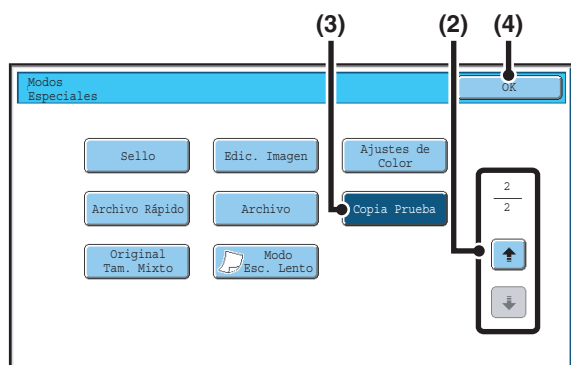 (3) (2) (4)
Modos
Especiales
OK
Sello
Edic. Imagen
Ajustes de
Color
Archivo Rápido
Archivo
Copia Prueba
Original
Tam. Mixto
Modo
Esc. Lento
2
2